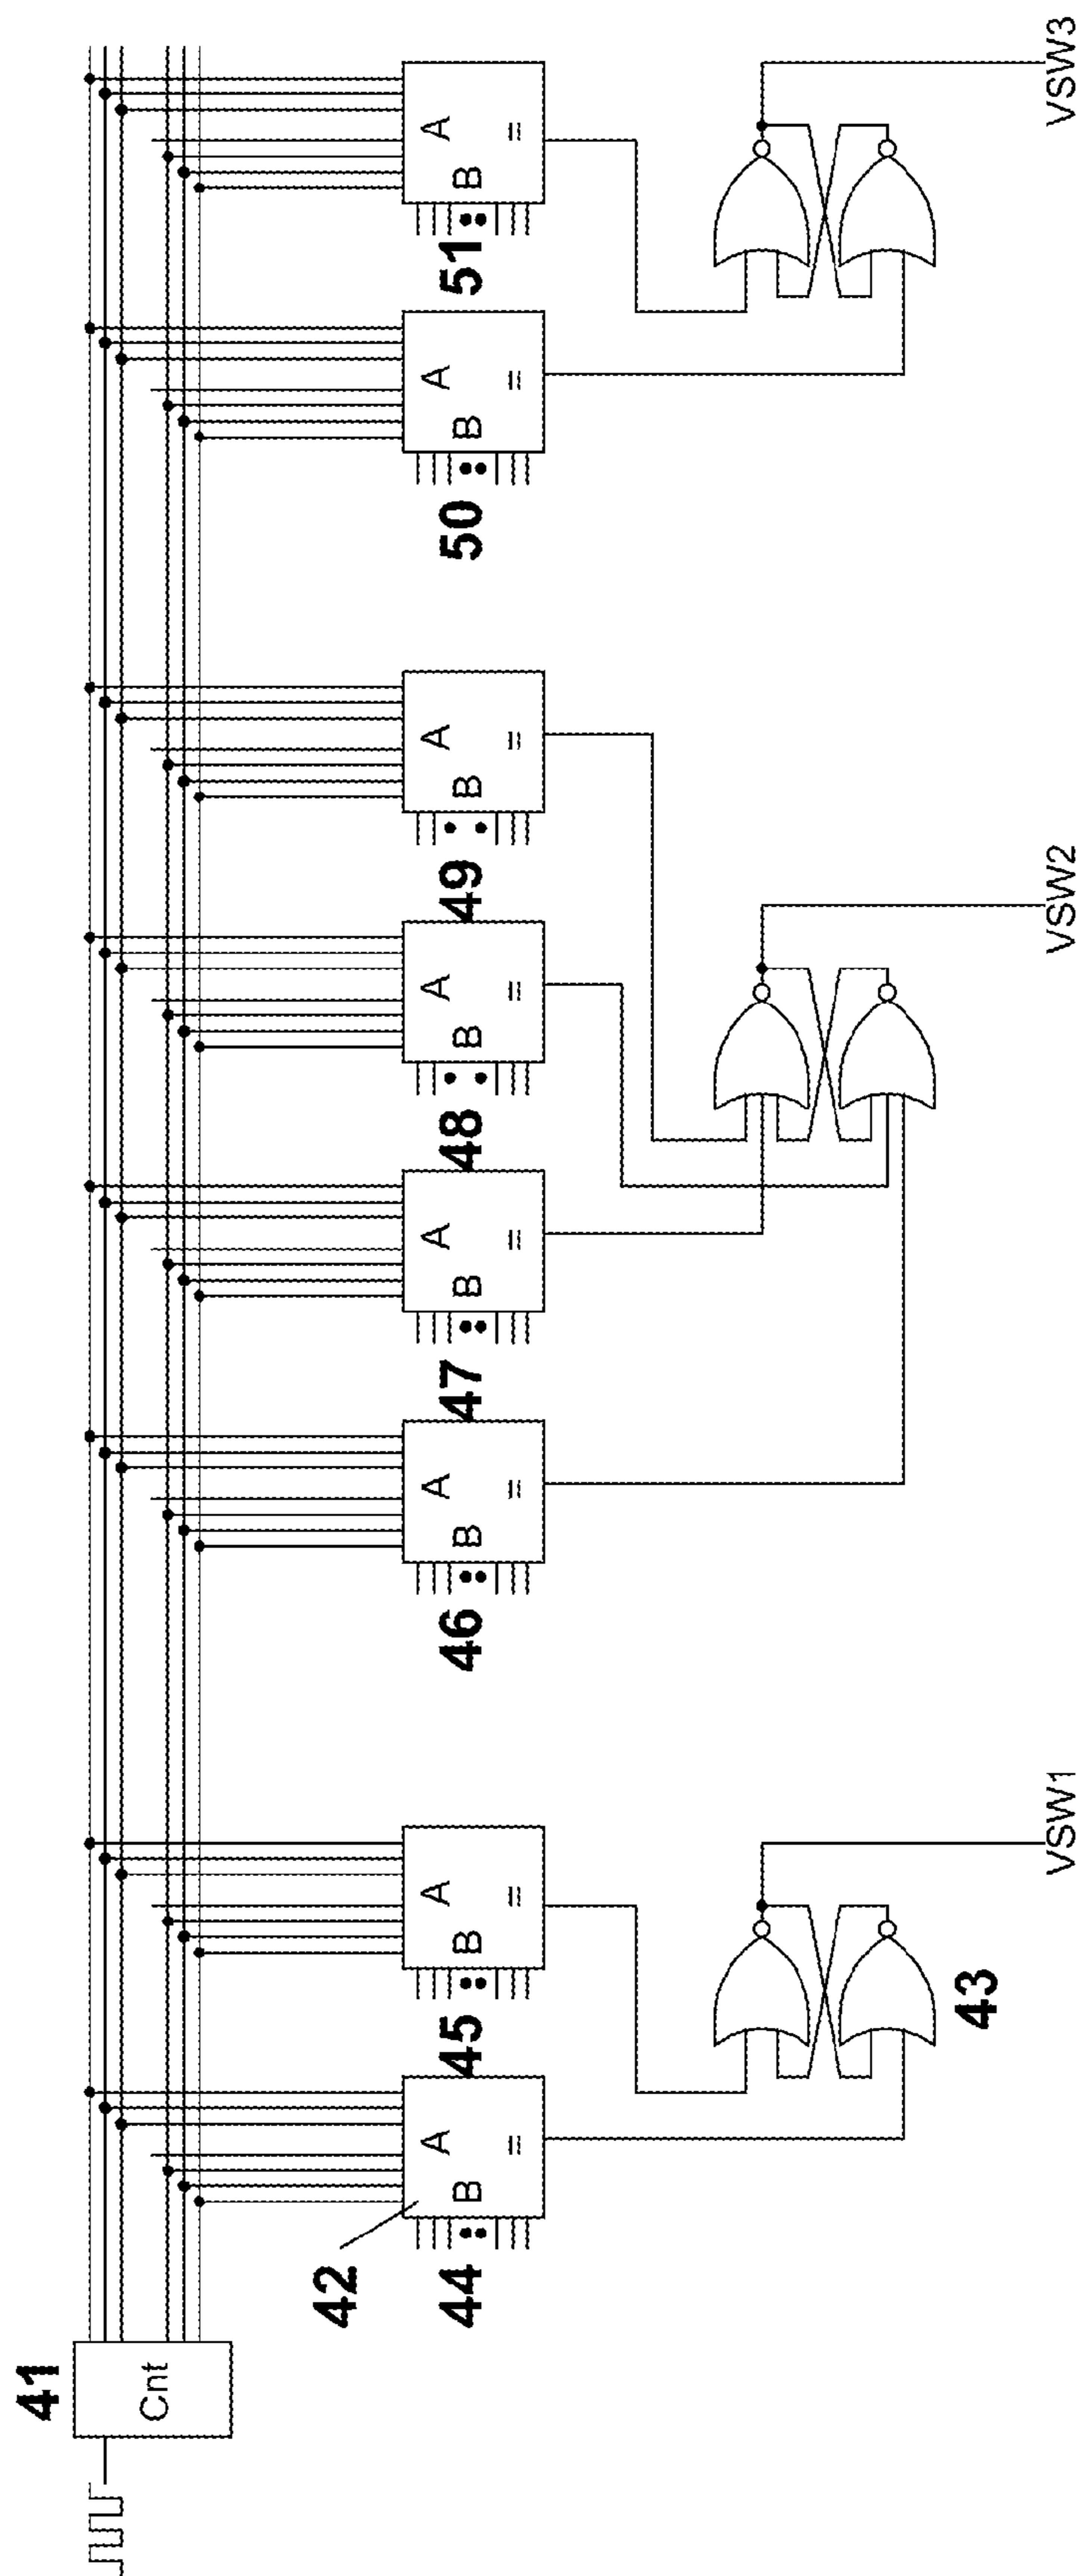 41
Cnt
42
A A A A A A A A
44 B 45 B 46 B 47 B 48 B 49 B 50 B 51 B
= = = = = = = =
43
VSW1 VSW2 VSW3